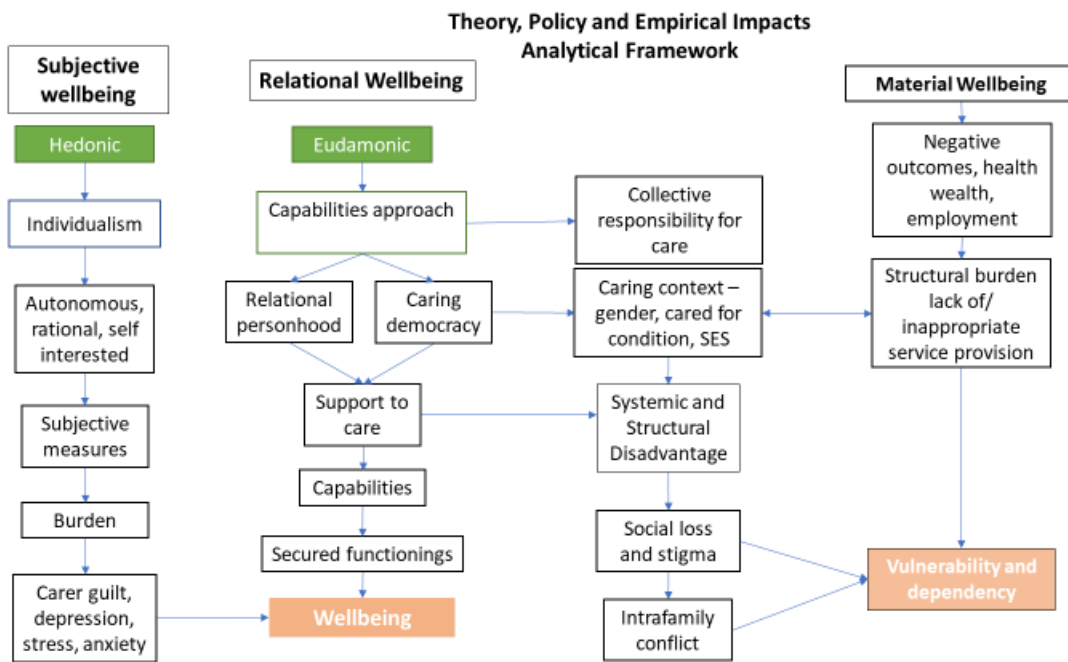 Theory, Policy and Empirical Impacts
Analytical Framework
Subjective
wellbeing
Hedonic
Individualism
Autonomous,
rational, self
interested
Subjective
measures
Burden
Carer guilt,
depression,
stress, anxiety
Relational Wellbeing
Eudamonic
Capabilities approach
Relational
personhood
Caring
democracy
Support to
care
Capabilities
Secured functionings
Wellbeing
Collective
responsibility for
care
Caring context –
gender, cared for
condition, SES
Systemic and
Structural
Disadvantage
Social loss
and stigma
Intrafamily
conflict
Material Wellbeing
Negative
outcomes, health
wealth,
employment
Structural burden
lack of/
inappropriate
service provision
Vulnerability and
dependency